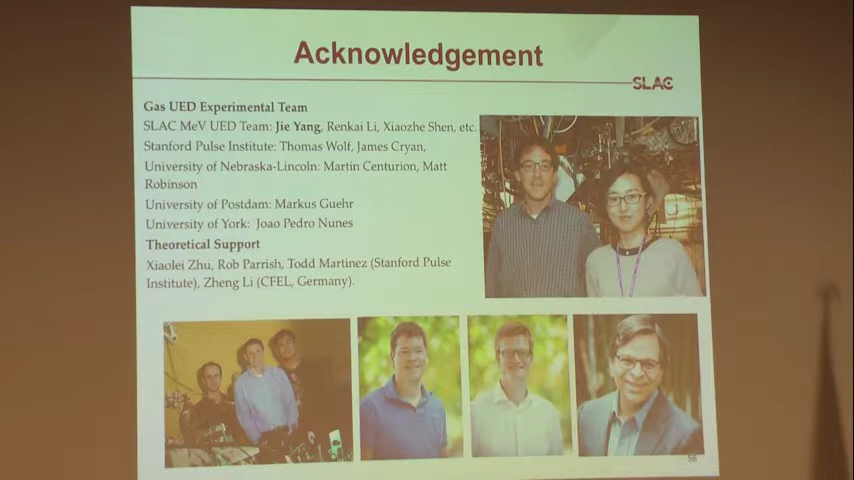 Acknowledgement
SLAC
Gas UED Experimental Team
SLAC MeV UED Team: Jie Yang, Renkai Li, Xiaozhe Shen, etc.
Stanford Pulse Institute: Thomas Wolf, James Cryan,
University of Nebraska-Lincoln: Martin Centurion, Matt
Robinson
University of Postdam: Markus Guehr
University of York: Joao Pedro Nunes
Theoretical Support
Xiaolei Zhu, Rob Parrish, Todd Martinez (Stanford Pulse
Institute), Zheng Li (CFEL, Germany).
56